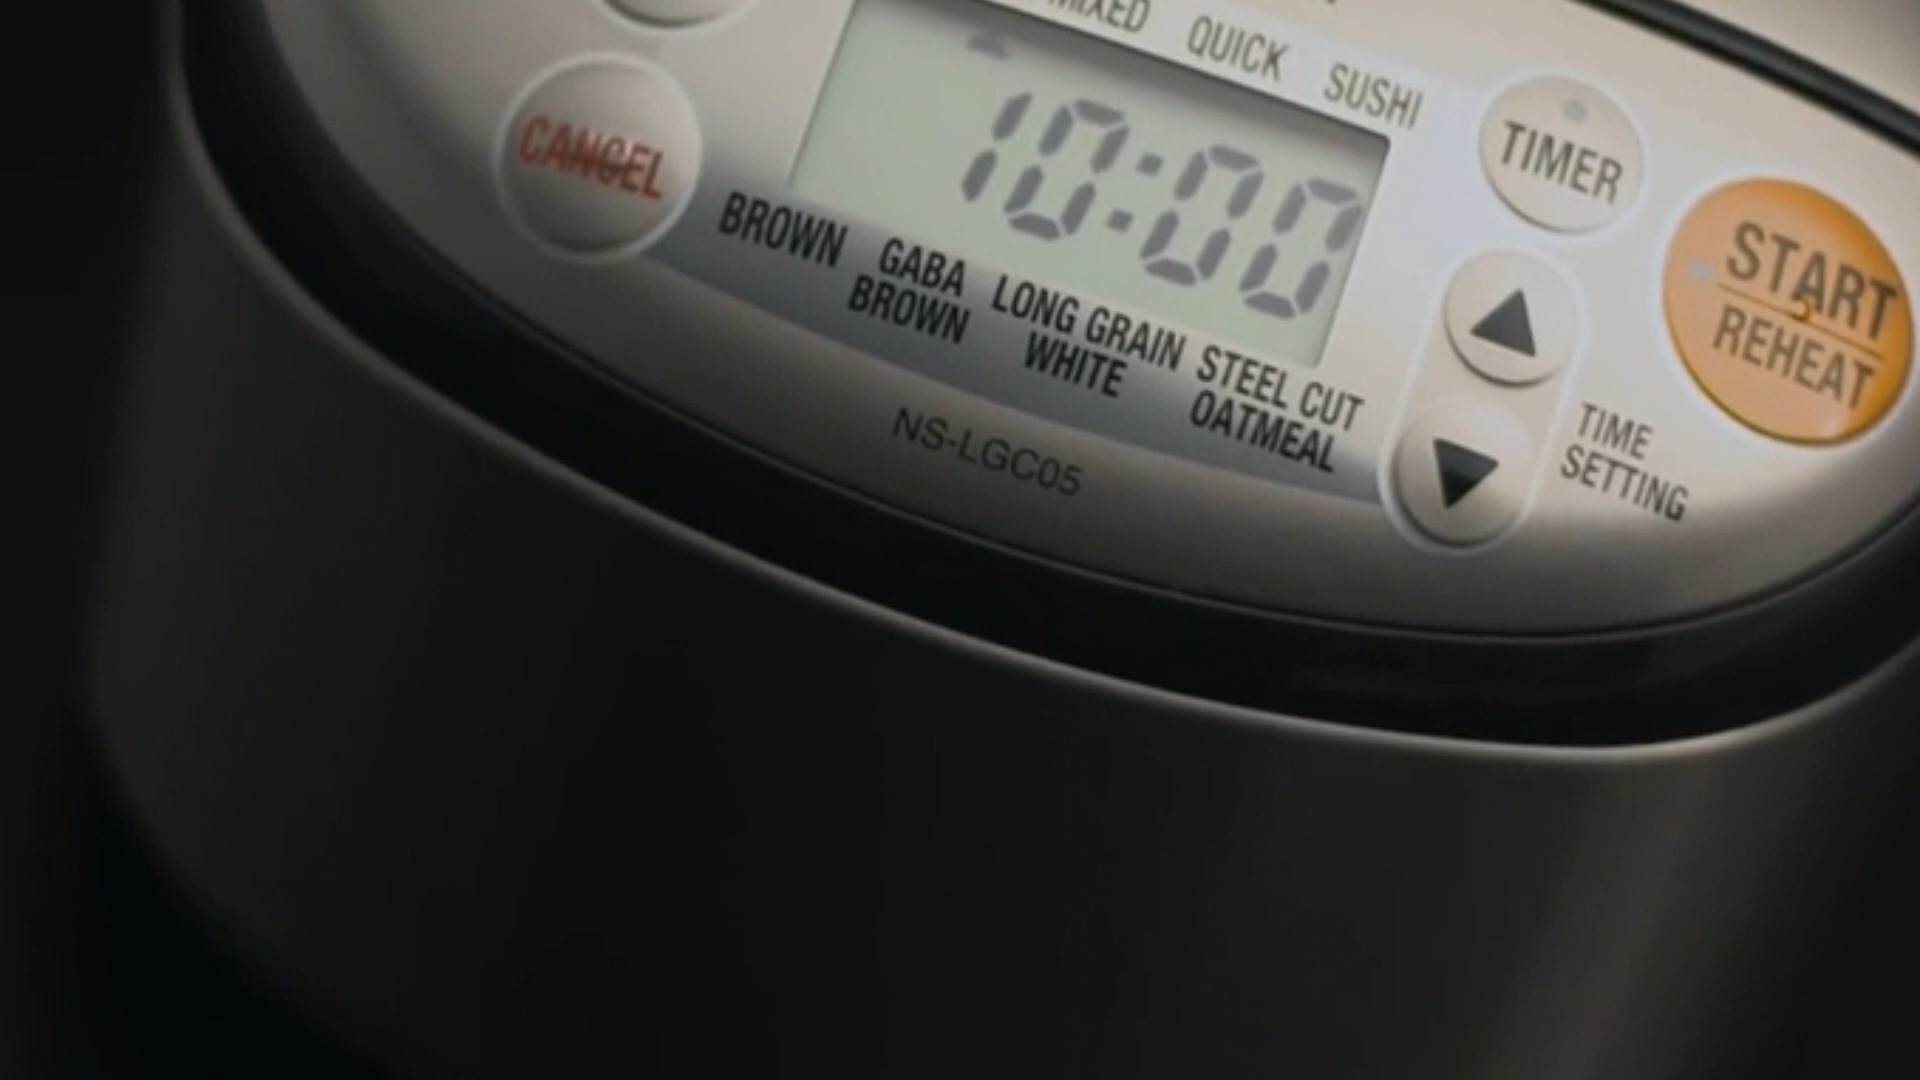 MIXED QUICK SUSHI
CANCEL
10:00
TIMER
START
REHEAT
BROWN
GABA
BROWN
LONG GRAIN
WHITE
STEEL CUT
OATMEAL
TIME
SETTING
NS-LGC05